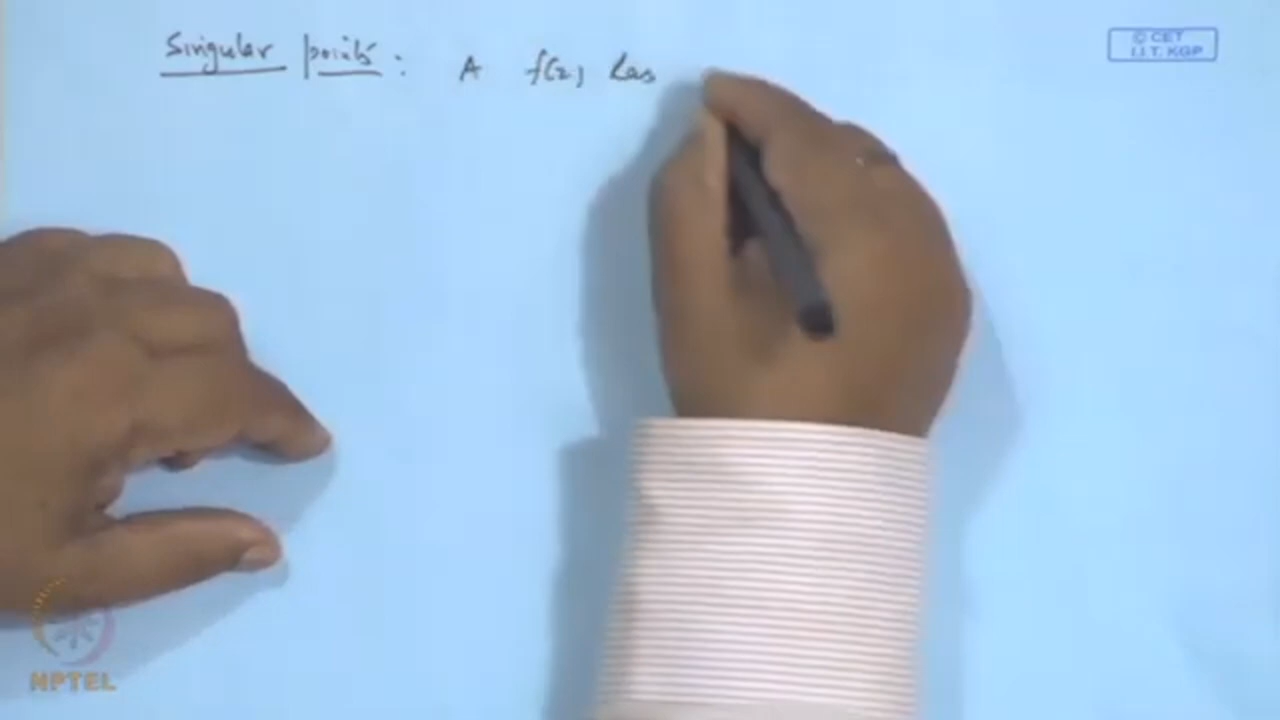 Singular points : A f(z) has
© CET
I.I.T. KGP
NPTEL